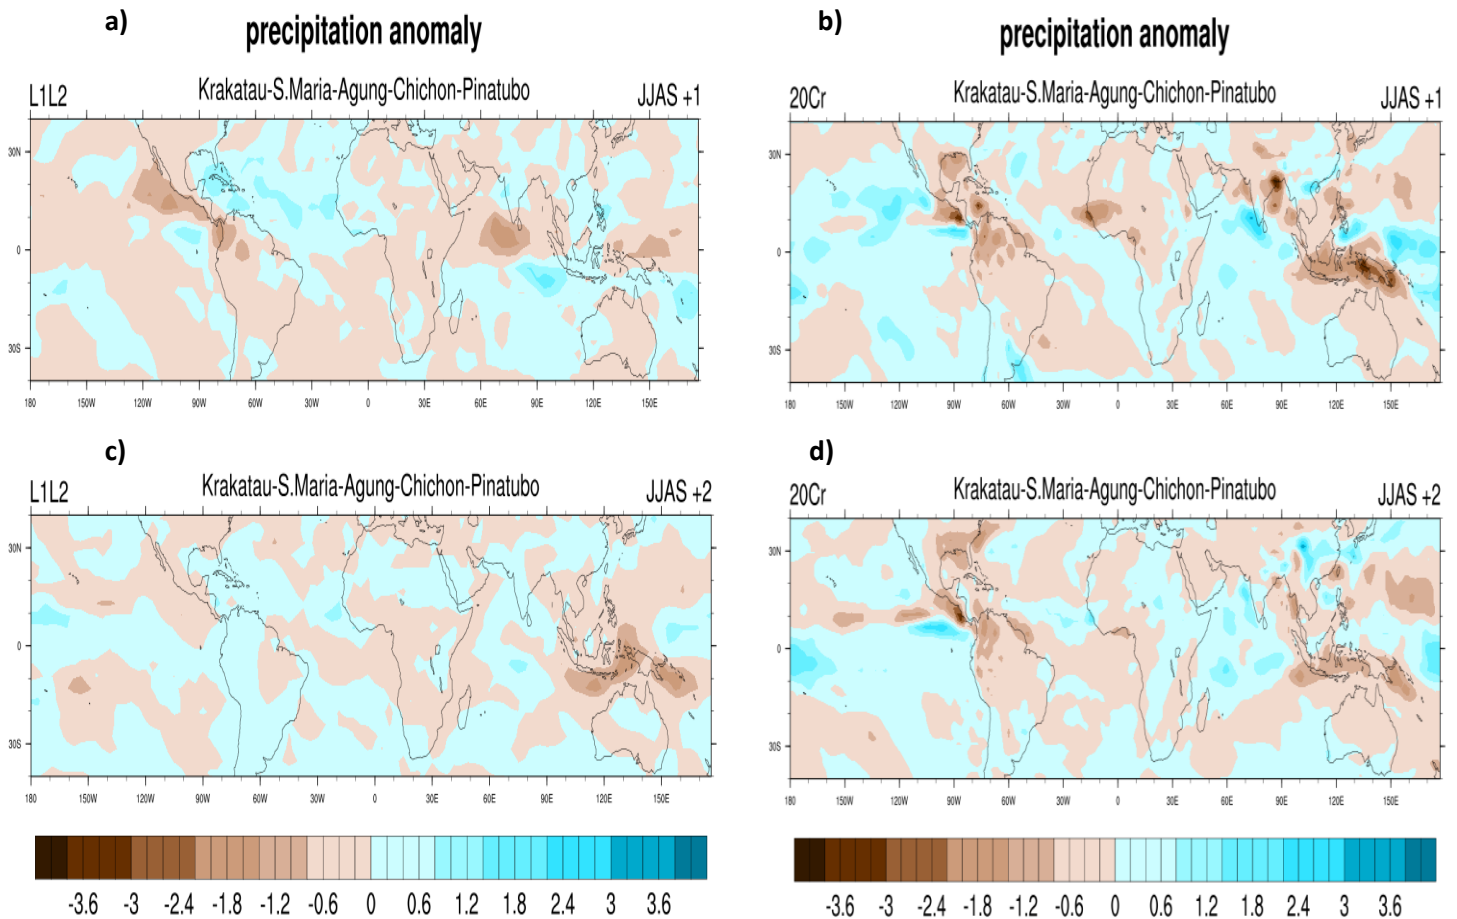 a)
precipitation anomaly
L1L2
Krakatau-S.Maria-Agung-Chichon-Pinatubo
JJAS +1
30N
0
30S
180
150W
120W
90W
60W
30W
0
30E
60E
90E
120E
150E
b)
precipitation anomaly
20Cr
Krakatau-S.Maria-Agung-Chichon-Pinatubo
JJAS +1
30N
0
30S
180
150W
120W
90W
60W
30W
0
30E
60E
90E
120E
150E
c)
L1L2
Krakatau-S.Maria-Agung-Chichon-Pinatubo
JJAS +2
30N
0
30S
180
150W
120W
90W
60W
30W
0
30E
60E
90E
120E
150E
d)
20Cr
Krakatau-S.Maria-Agung-Chichon-Pinatubo
JJAS +2
30N
0
30S
180
150W
120W
90W
60W
30W
0
30E
60E
90E
120E
150E
-3.6 -3 -2.4 -1.8 -1.2 -0.6 0 0.6 1.2 1.8 2.4 3 3.6
-3.6 -3 -2.4 -1.8 -1.2 -0.6 0 0.6 1.2 1.8 2.4 3 3.6